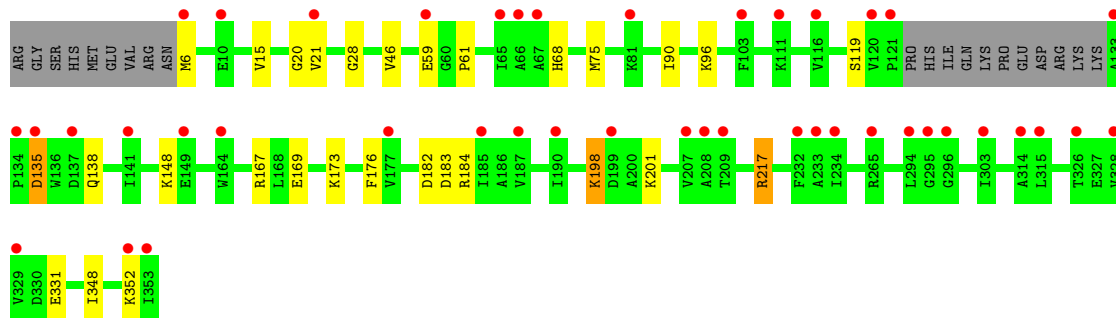 ARG GLY SER HIS MET GLU VAL ARG ASN M6 E10 V15 G20 V21 G28 V46 E59 G60 P61 I65 A66 A67 H68 M75 K81 I90 K96 F103 K111 V116 S119 V120 P121 PRO HIS ILE GLN LYS PRO GLU ASP ARG LYS LYS A133
P134 D135 W136 D137 Q138 I141 K148 E149 W164 R167 L168 E169 K173 F176 V177 D182 D183 R184 I185 A186 V187 I190 K198 D199 A200 K201 V207 A208 T209 R217 F232 A233 I234 R265 L294 G295 G296 I303 A314 L315 T326 E327 V328
V329 D330 E331 I348 K352 I353